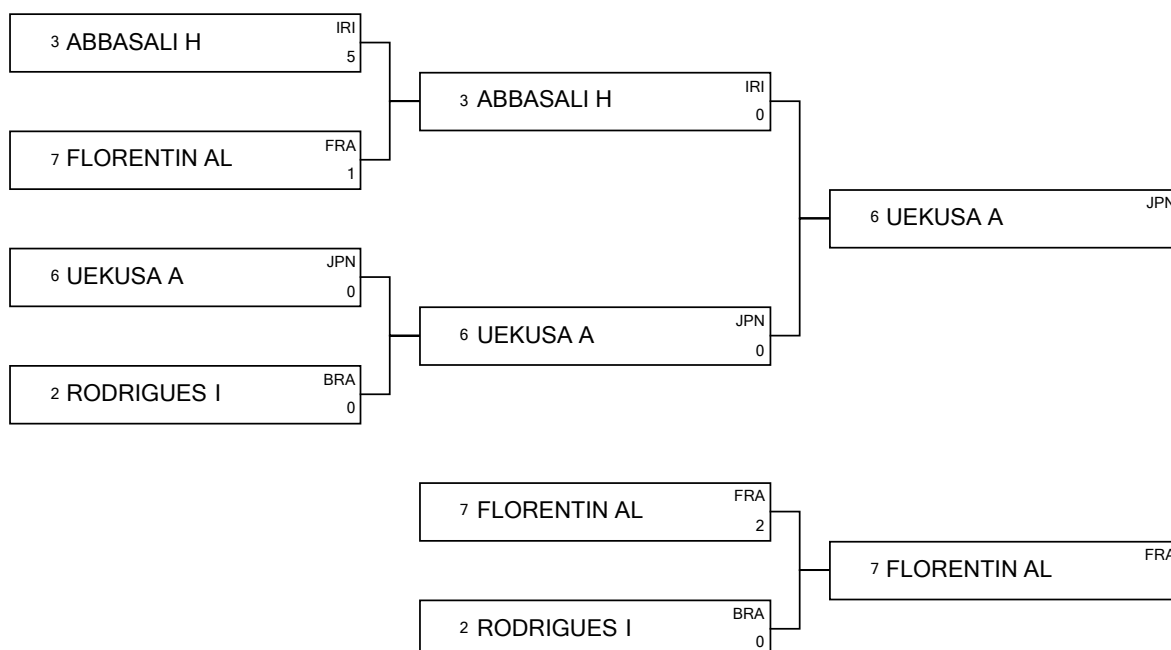 3 ABBASALI H IRI 5
7 FLORENTIN AL FRA 1
6 UEKUSA A JPN 0
2 RODRIGUES I BRA 0
3 ABBASALI H IRI 0
6 UEKUSA A JPN 0
6 UEKUSA A JPN
7 FLORENTIN AL FRA 2
2 RODRIGUES I BRA 0
7 FLORENTIN AL FRA